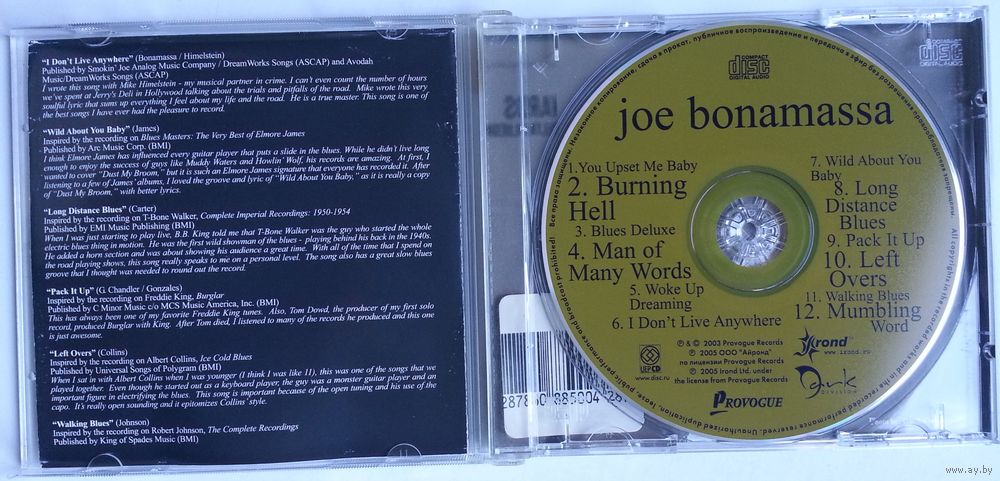 "I Don't Live Anywhere" (Bonamassa / Himelstein)
Published by Smokin' Joe Analog Music Company / DreamWorks Songs (ASCAP) and Avodah
Music/DreamWorks Songs (ASCAP)
I wrote this song with Mike Himelstein - my musical partner in crime. I can't even count the number of hours
we've spent at Jerry's Deli in Hollywood talking about the trials and pitfalls of the road. Mike wrote this very
soulful lyric that sums up everything I feel about my life and the road. He is a true master. This song is one of
the best songs I have ever had the pleasure to record.
"Wild About You Baby" (James)
Inspired by the recording on Blues Masters: The Very Best of Elmore James
Published by Arc Music Corp. (BMI)
I think Elmore James has influenced every guitar player that puts a slide in the blues. While he didn't live long
enough to enjoy the success of guys like Muddy Waters and Howlin' Wolf, his records are amazing. At first, I
wanted to cover "Dust My Broom," but it is such an Elmore James signature that everyone has recorded it. After
listening to a few of James' albums, I loved the groove and lyric of "Wild About You Baby," as it is really a copy
of "Dust My Broom," with better lyrics.
"Long Distance Blues" (Carter)
Inspired by the recording on T-Bone Walker, Complete Imperial Recordings: 1950-1954
Published by EMI Music Publishing (BMI)
When I was just starting to play live, B.B. King told me that T-Bone Walker was the guy who started the whole
electric blues thing in motion. He was the first wild showman of the blues - playing behind his back in the 1940s.
He added a horn section and was about showing his audience a great time. With all of the time that I spend on
the road playing shows, this song really speaks to me on a personal level. The song also has a great slow blues
groove that I thought was needed to round out the record.
"Pack It Up" (G. Chandler / Gonzales)
Inspired by the recording on Freddie King, Burglar
Published by C Minor Music c/o MCS Music America, Inc. (BMI)
This has always been one of my favorite Freddie King tunes. Also, Tom Dowd, the producer of my first solo
record, produced Burglar with King. After Tom died, I listened to many of the records he produced and this one
is just awesome.
"Left Overs" (Collins)
Inspired by the recording on Albert Collins, Ice Cold Blues
Published by Universal Songs of Polygram (BMI)
When I sat in with Albert Collins when I was younger (I think I was like 11), this was one of the songs that we
played together. Even though he started out as a keyboard player, the guy was a monster guitar player and an
important figure in electrifying the blues. This song is important because of the open tuning and his use of the
capo. It's really open sounding and it epitomizes Collins' style.
"Walking Blues" (Johnson)
Inspired by the recording on Robert Johnson, The Complete Recordings
Published by King of Spades Music (BMI)
COMPACT
disc
DIGITAL AUDIO
joe bonamassa
1. You Upset Me Baby
2. Burning
Hell
3. Blues Deluxe
4. Man of
Many Words
5. Woke Up
Dreaming
6. I Don't Live Anywhere
7. Wild About You
Baby
8. Long
Distance
Blues
9. Pack It Up
10. Left
Overs
11. Walking Blues
12. Mumbling
Word
℗ & © 2003 Provogue Records
℗ 2005 ООО "Айронд"
по лицензии Provogue Records
℗ 2005 Irond Ltd. under
the license from Provogue Records
UEPCD
www.disc.ru
PROVOGUE
Irond
www.irond.ru
Dark
DIVISION
Все права защищены. Незаконное копирование, сдача в прокат, публичное воспроизведение и передача в эфир без разрешения правообладателя запрещены.
All copyrights in the recorded work reserved. Unauthorized duplication, lease, public performance and broadcast prohibited!
COMPACT
disc
DIGITAL AUDIO
www.ay.by